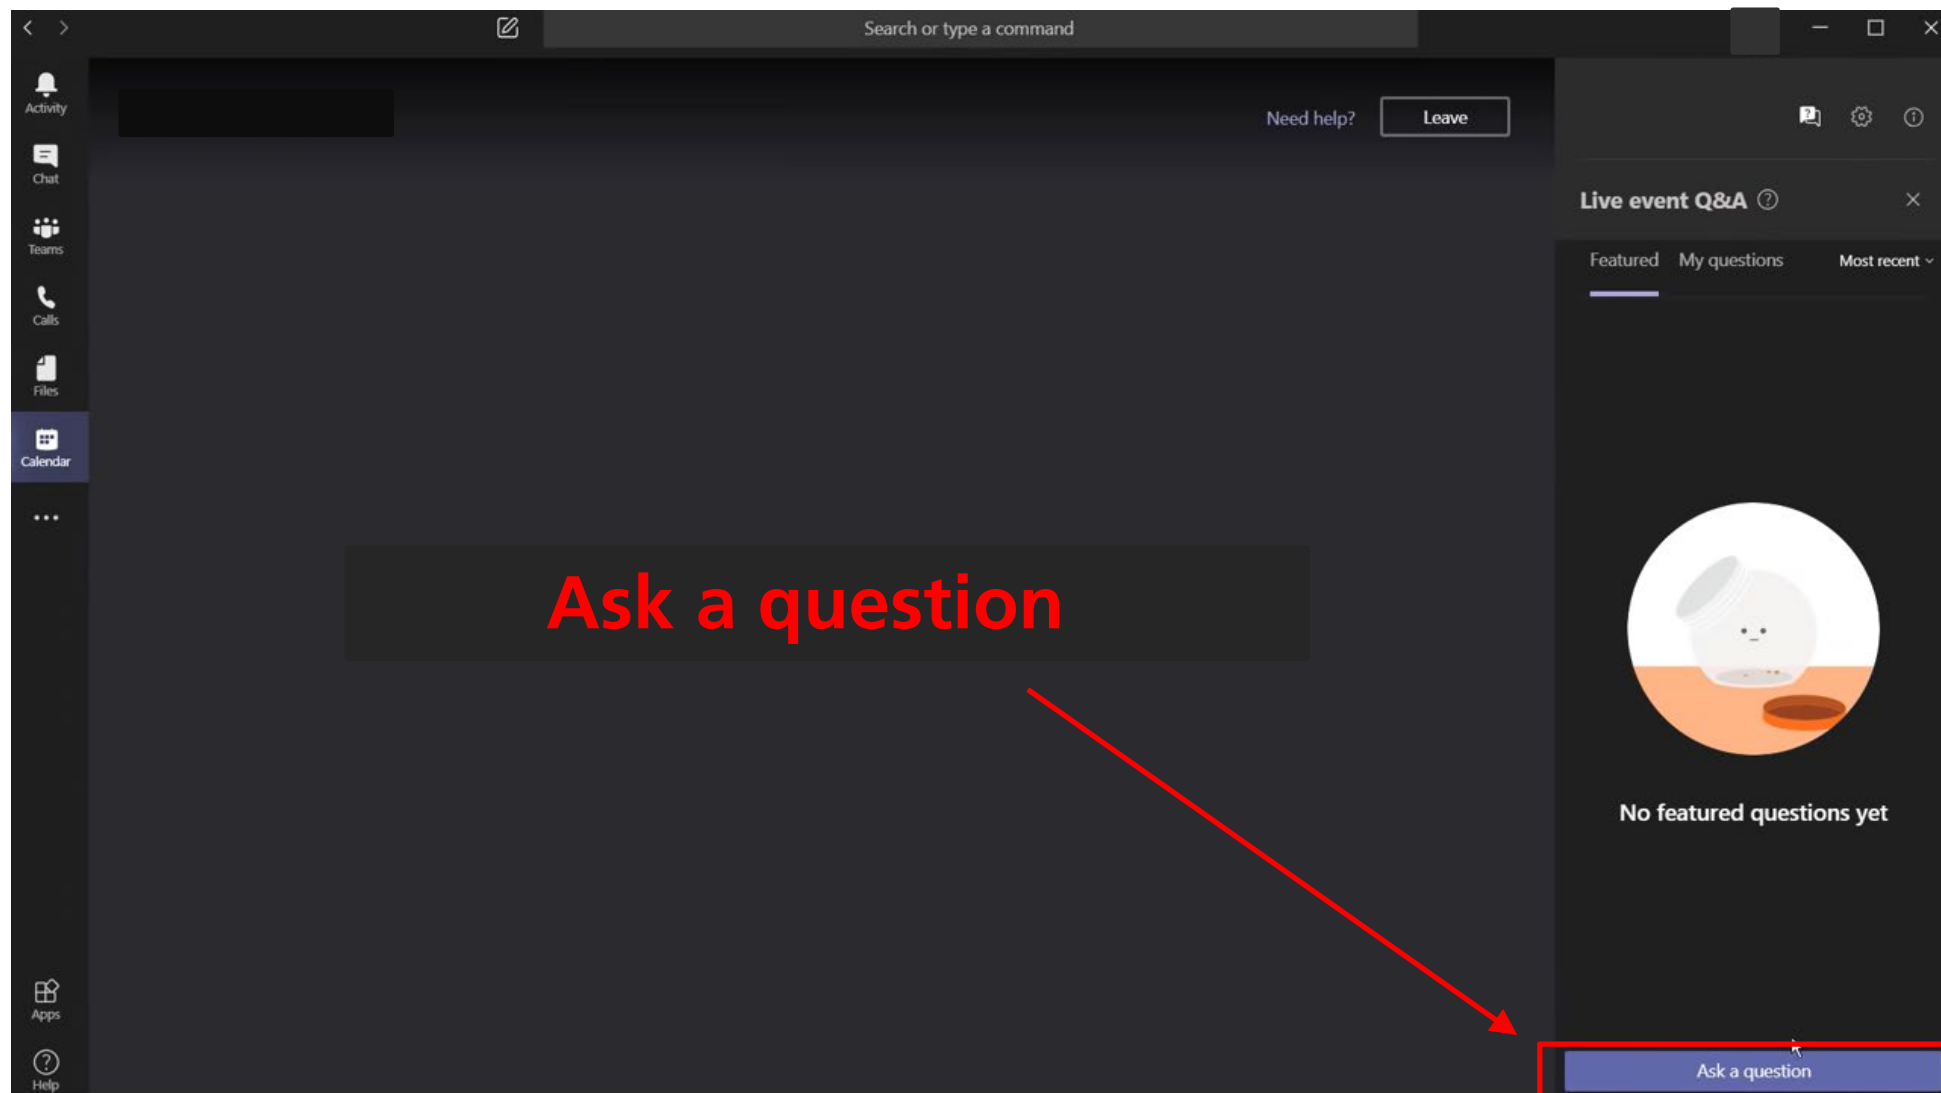 Search or type a command
Activity
Chat
Teams
Calls
Files
Calendar
Apps
Help
Need help?
Leave
Ask a question
Live event Q&A
Featured My questions Most recent
No featured questions yet
Ask a question